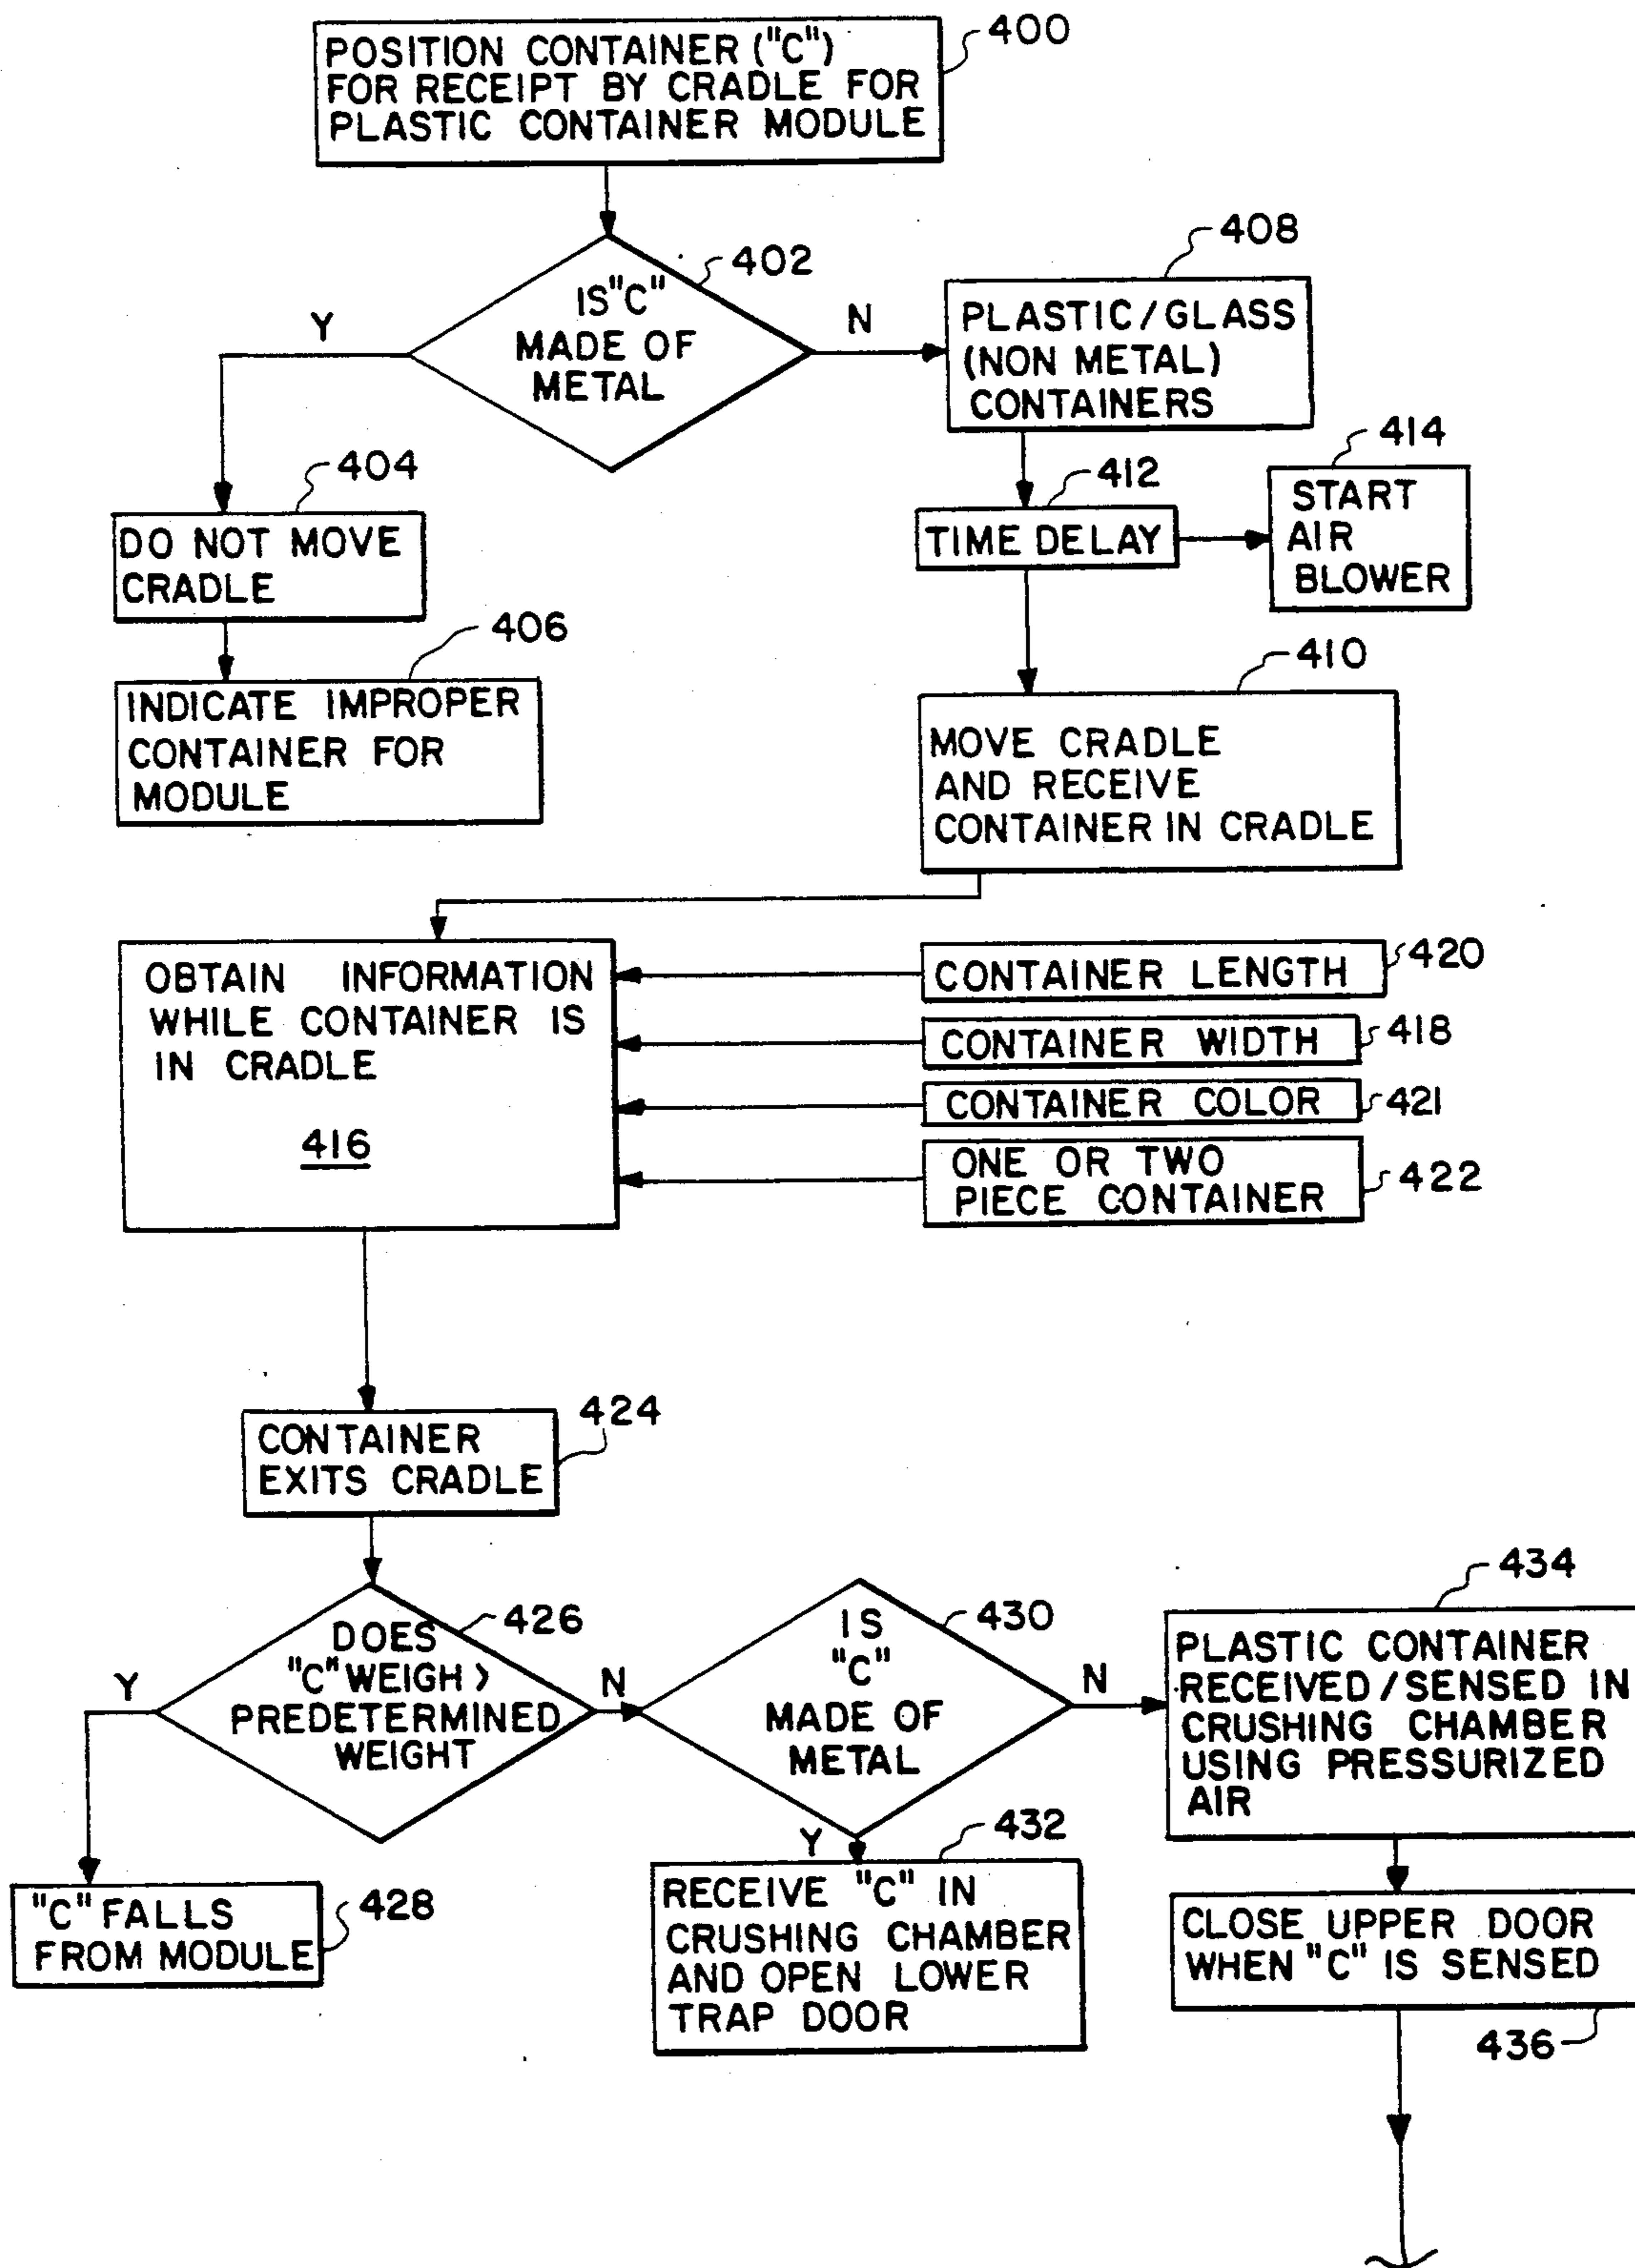 POSITION CONTAINER ("C")
FOR RECEIPT BY CRADLE FOR
PLASTIC CONTAINER MODULE
400
IS "C"
MADE OF
METAL
402
Y
N
PLASTIC/GLASS
(NON METAL)
CONTAINERS
408
DO NOT MOVE
CRADLE
404
TIME DELAY
412
START
AIR
BLOWER
414
INDICATE IMPROPER
CONTAINER FOR
MODULE
406
MOVE CRADLE
AND RECEIVE
CONTAINER IN CRADLE
410
OBTAIN INFORMATION
WHILE CONTAINER IS
IN CRADLE
416
CONTAINER LENGTH
420
CONTAINER WIDTH
418
CONTAINER COLOR
421
ONE OR TWO
PIECE CONTAINER
422
CONTAINER
EXITS CRADLE
424
DOES
"C" WEIGH >
PREDETERMINED
WEIGHT
426
Y
N
IS
"C"
MADE OF
METAL
430
N
Y
PLASTIC CONTAINER
RECEIVED/SENSED IN
CRUSHING CHAMBER
USING PRESSURIZED
AIR
434
"C" FALLS
FROM MODULE
428
RECEIVE "C" IN
CRUSHING CHAMBER
AND OPEN LOWER
TRAP DOOR
432
CLOSE UPPER DOOR
WHEN "C" IS SENSED
436